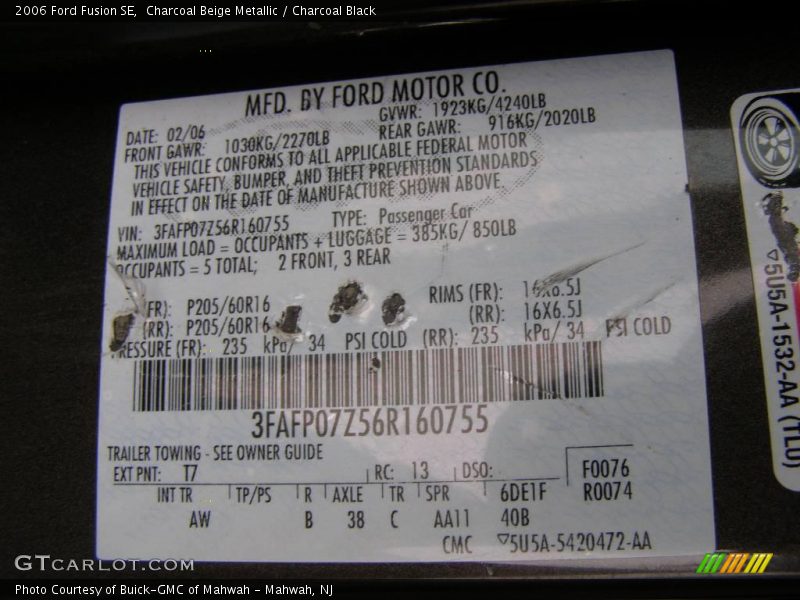 2006 Ford Fusion SE,  Charcoal Beige Metallic / Charcoal Black
MFD. BY FORD MOTOR CO.
DATE: 02/06
GVWR: 1923KG/4240LB
FRONT GAWR: 1030KG/2270LB
REAR GAWR: 916KG/2020LB
THIS VEHICLE CONFORMS TO ALL APPLICABLE FEDERAL MOTOR
VEHICLE SAFETY, BUMPER, AND THEFT PREVENTION STANDARDS
IN EFFECT ON THE DATE OF MANUFACTURE SHOWN ABOVE.
VIN: 3FAFP07Z56R160755 TYPE: Passenger Car
MAXIMUM LOAD = OCCUPANTS + LUGGAGE = 385KG/ 850LB
OCCUPANTS = 5 TOTAL; 2 FRONT, 3 REAR
FR): P205/60R16 RIMS (FR): 16X6.5J
(RR): P205/60R16 (RR): 16X6.5J
PRESSURE (FR): 235 kPa/ 34 PSI COLD (RR): 235 kPa/ 34 PSI COLD
3FAFP07Z56R160755
TRAILER TOWING - SEE OWNER GUIDE
EXT PNT: T7 RC: 13 DSO: F0076
INT TR TP/PS R AXLE TR SPR 6DE1F R0074
AW B 38 C AA11 40B
CMC ▽5U5A-5420472-AA
▽5U5A-1532-AA (TLU)
GTCARLOT.COM
Photo Courtesy of Buick-GMC of Mahwah - Mahwah, NJ